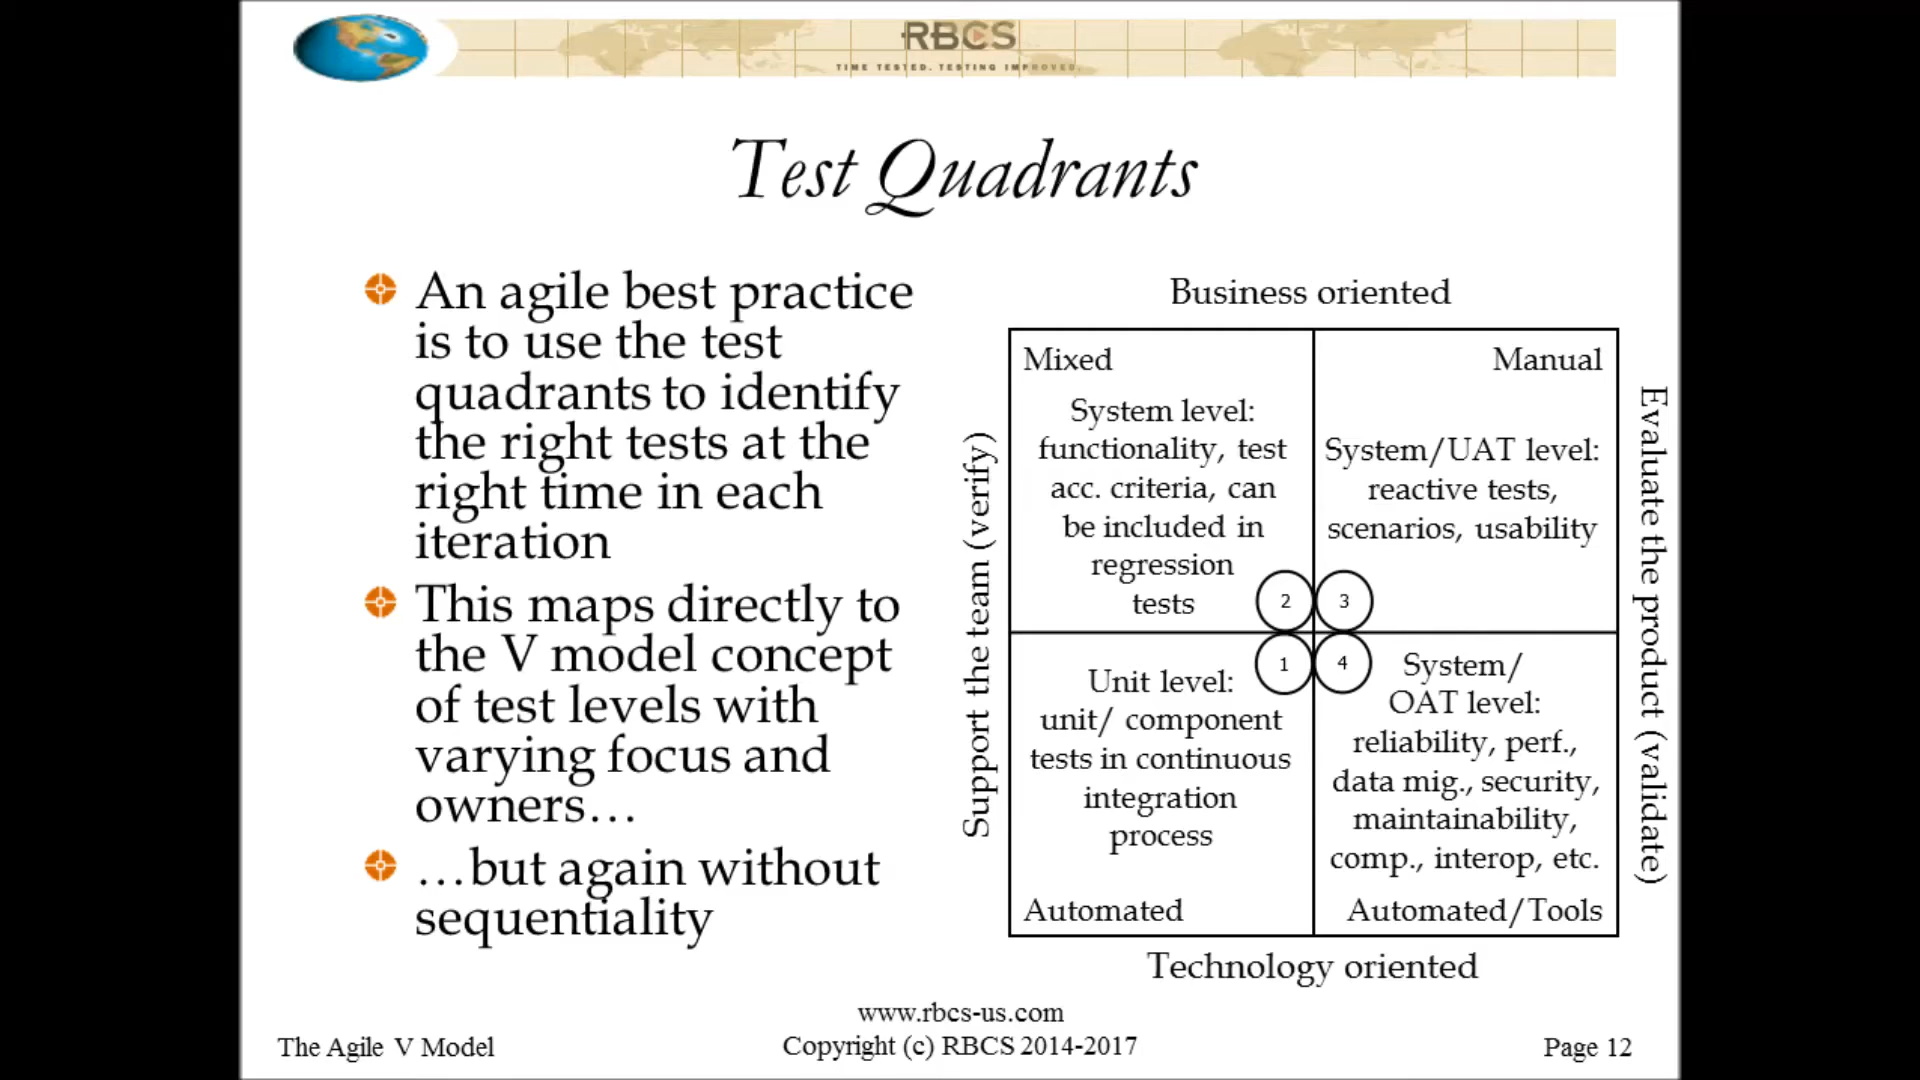 RBCS
TIME TESTED. TESTING IMPROVED.
Test Quadrants
An agile best practice
is to use the test
quadrants to identify
the right tests at the
right time in each
iteration
This maps directly to
the V model concept
of test levels with
varying focus and
owners…
…but again without
sequentiality
Business oriented
Support the team (verify)
Mixed
System level:
functionality, test
acc. criteria, can
be included in
regression
tests
2
Manual
System/UAT level:
reactive tests,
scenarios, usability
3
Unit level:
unit/ component
tests in continuous
integration
process
1
Automated
4
System/
OAT level:
reliability, perf.,
data mig., security,
maintainability,
comp., interop, etc.
Automated/Tools
Evaluate the product (validate)
Technology oriented
www.rbcs-us.com
The Agile V Model
Copyright (c) RBCS 2014-2017
Page 12